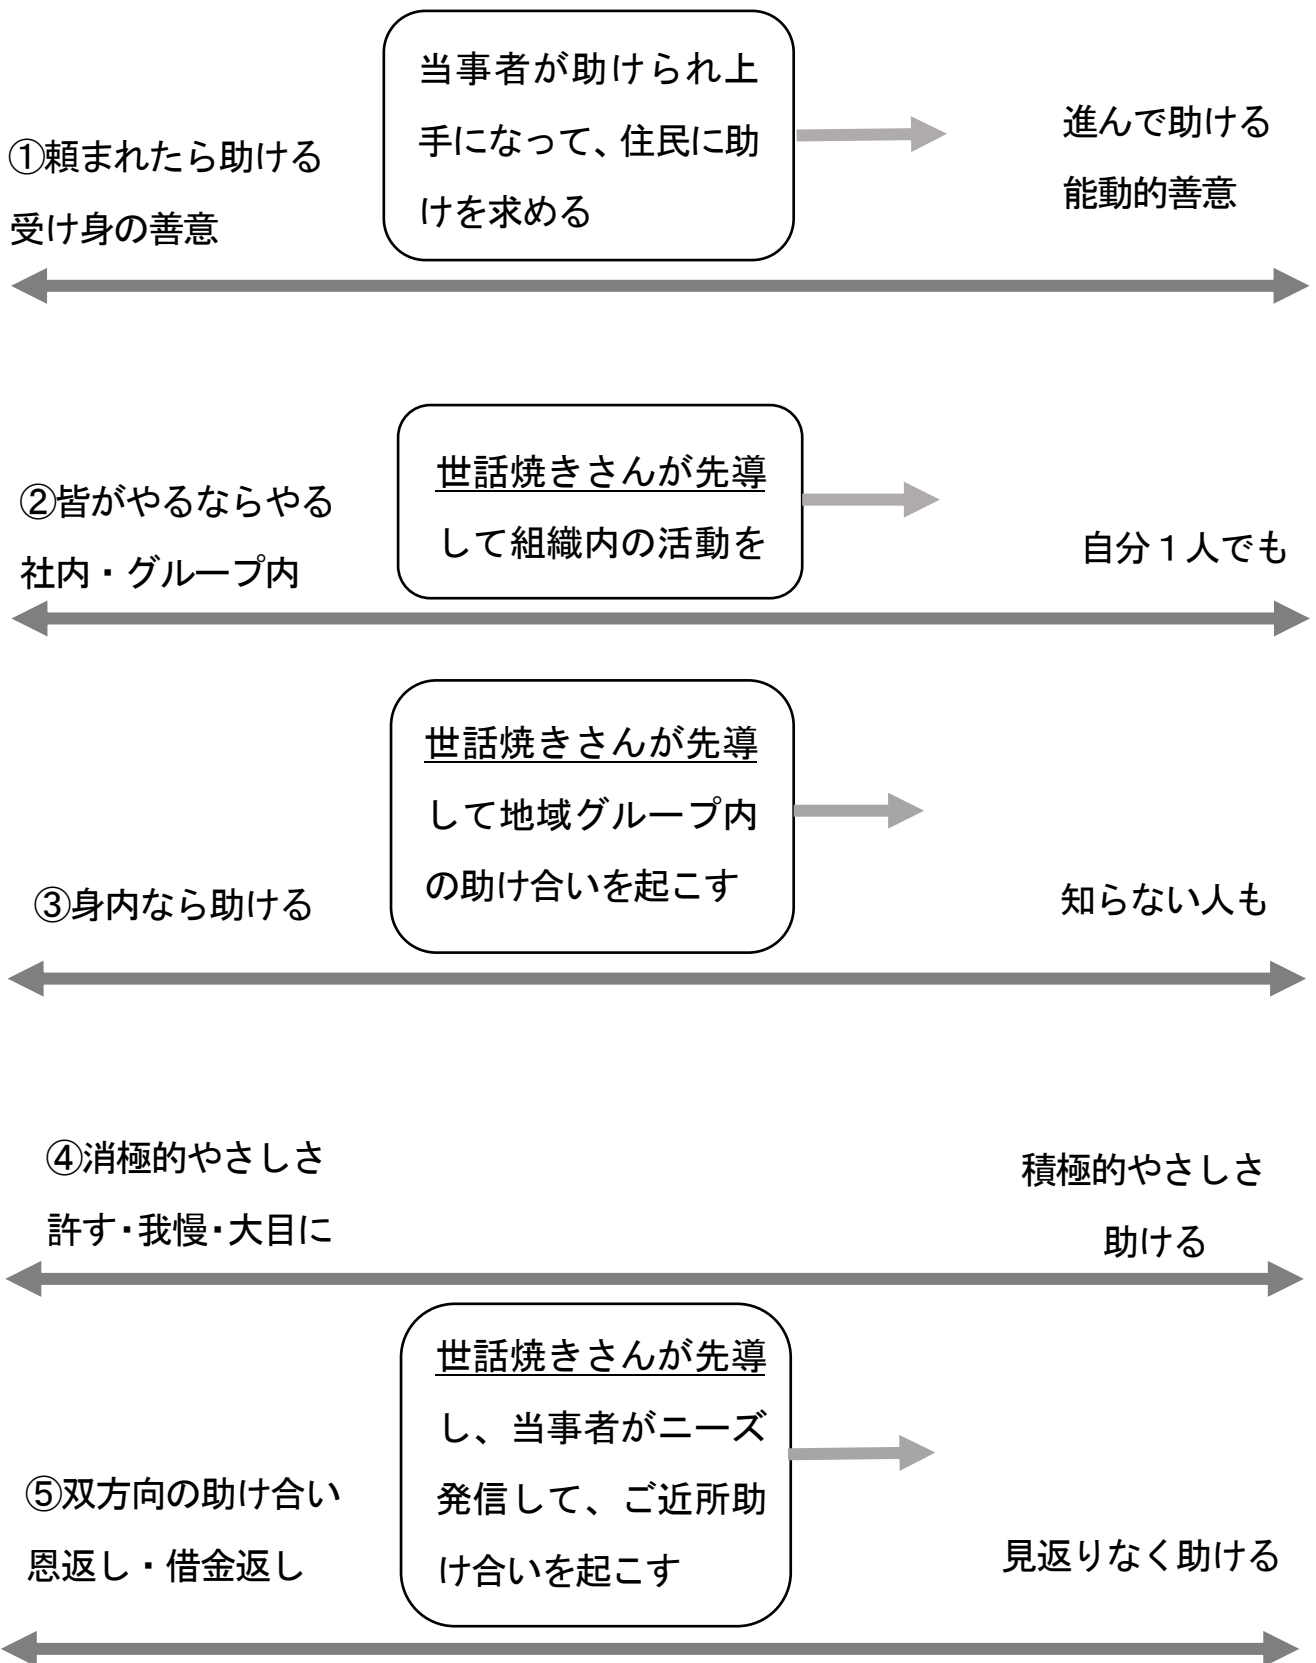 ①頼まれたら助ける
受け身の善意
当事者が助けられ上
手になって、住民に助
けを求める
進んで助ける
能動的善意
②皆がやるならやる
社内・グループ内
世話焼きさんが先導
して組織内の活動を
自分１人でも
③身内なら助ける
世話焼きさんが先導
して地域グループ内
の助け合いを起こす
知らない人も
④消極的やさしさ
許す・我慢・大目に
積極的やさしさ
助ける
⑤双方向の助け合い
恩返し・借金返し
世話焼きさんが先導
し、当事者がニーズ
発信して、ご近所助
け合いを起こす
見返りなく助ける